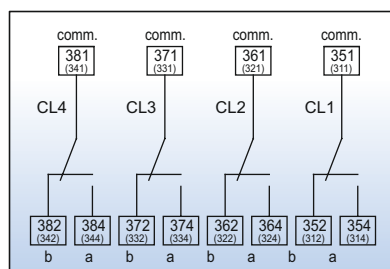 comm. comm. comm. comm.
381 371 361 351
(341) (331) (321) (311)
CL4 CL3 CL2 CL1
382 384 372 374 362 364 352 354
(342) (344) (332) (334) (322) (324) (312) (314)
b a b a b a b a